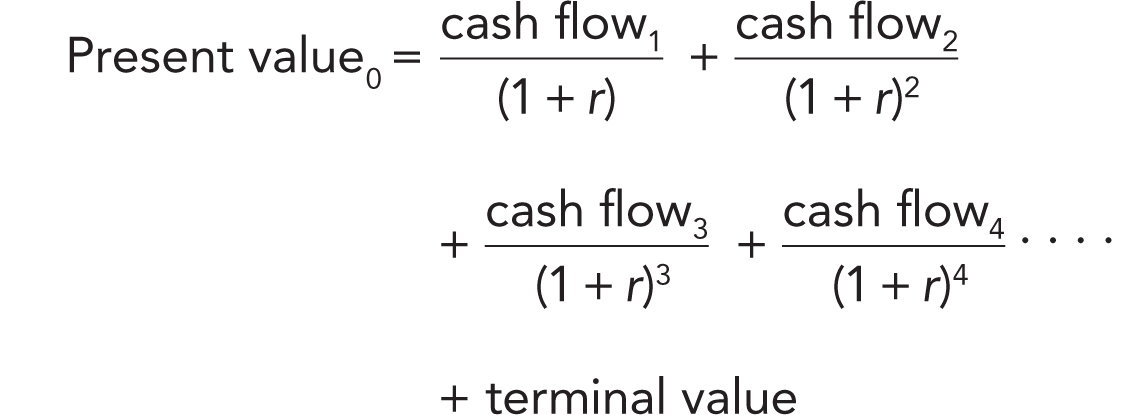 Present value₀ = cash flow₁ / (1 + r) + cash flow₂ / (1 + r)²
+ cash flow₃ / (1 + r)³ + cash flow₄ / (1 + r)⁴ · · · ·
+ terminal value